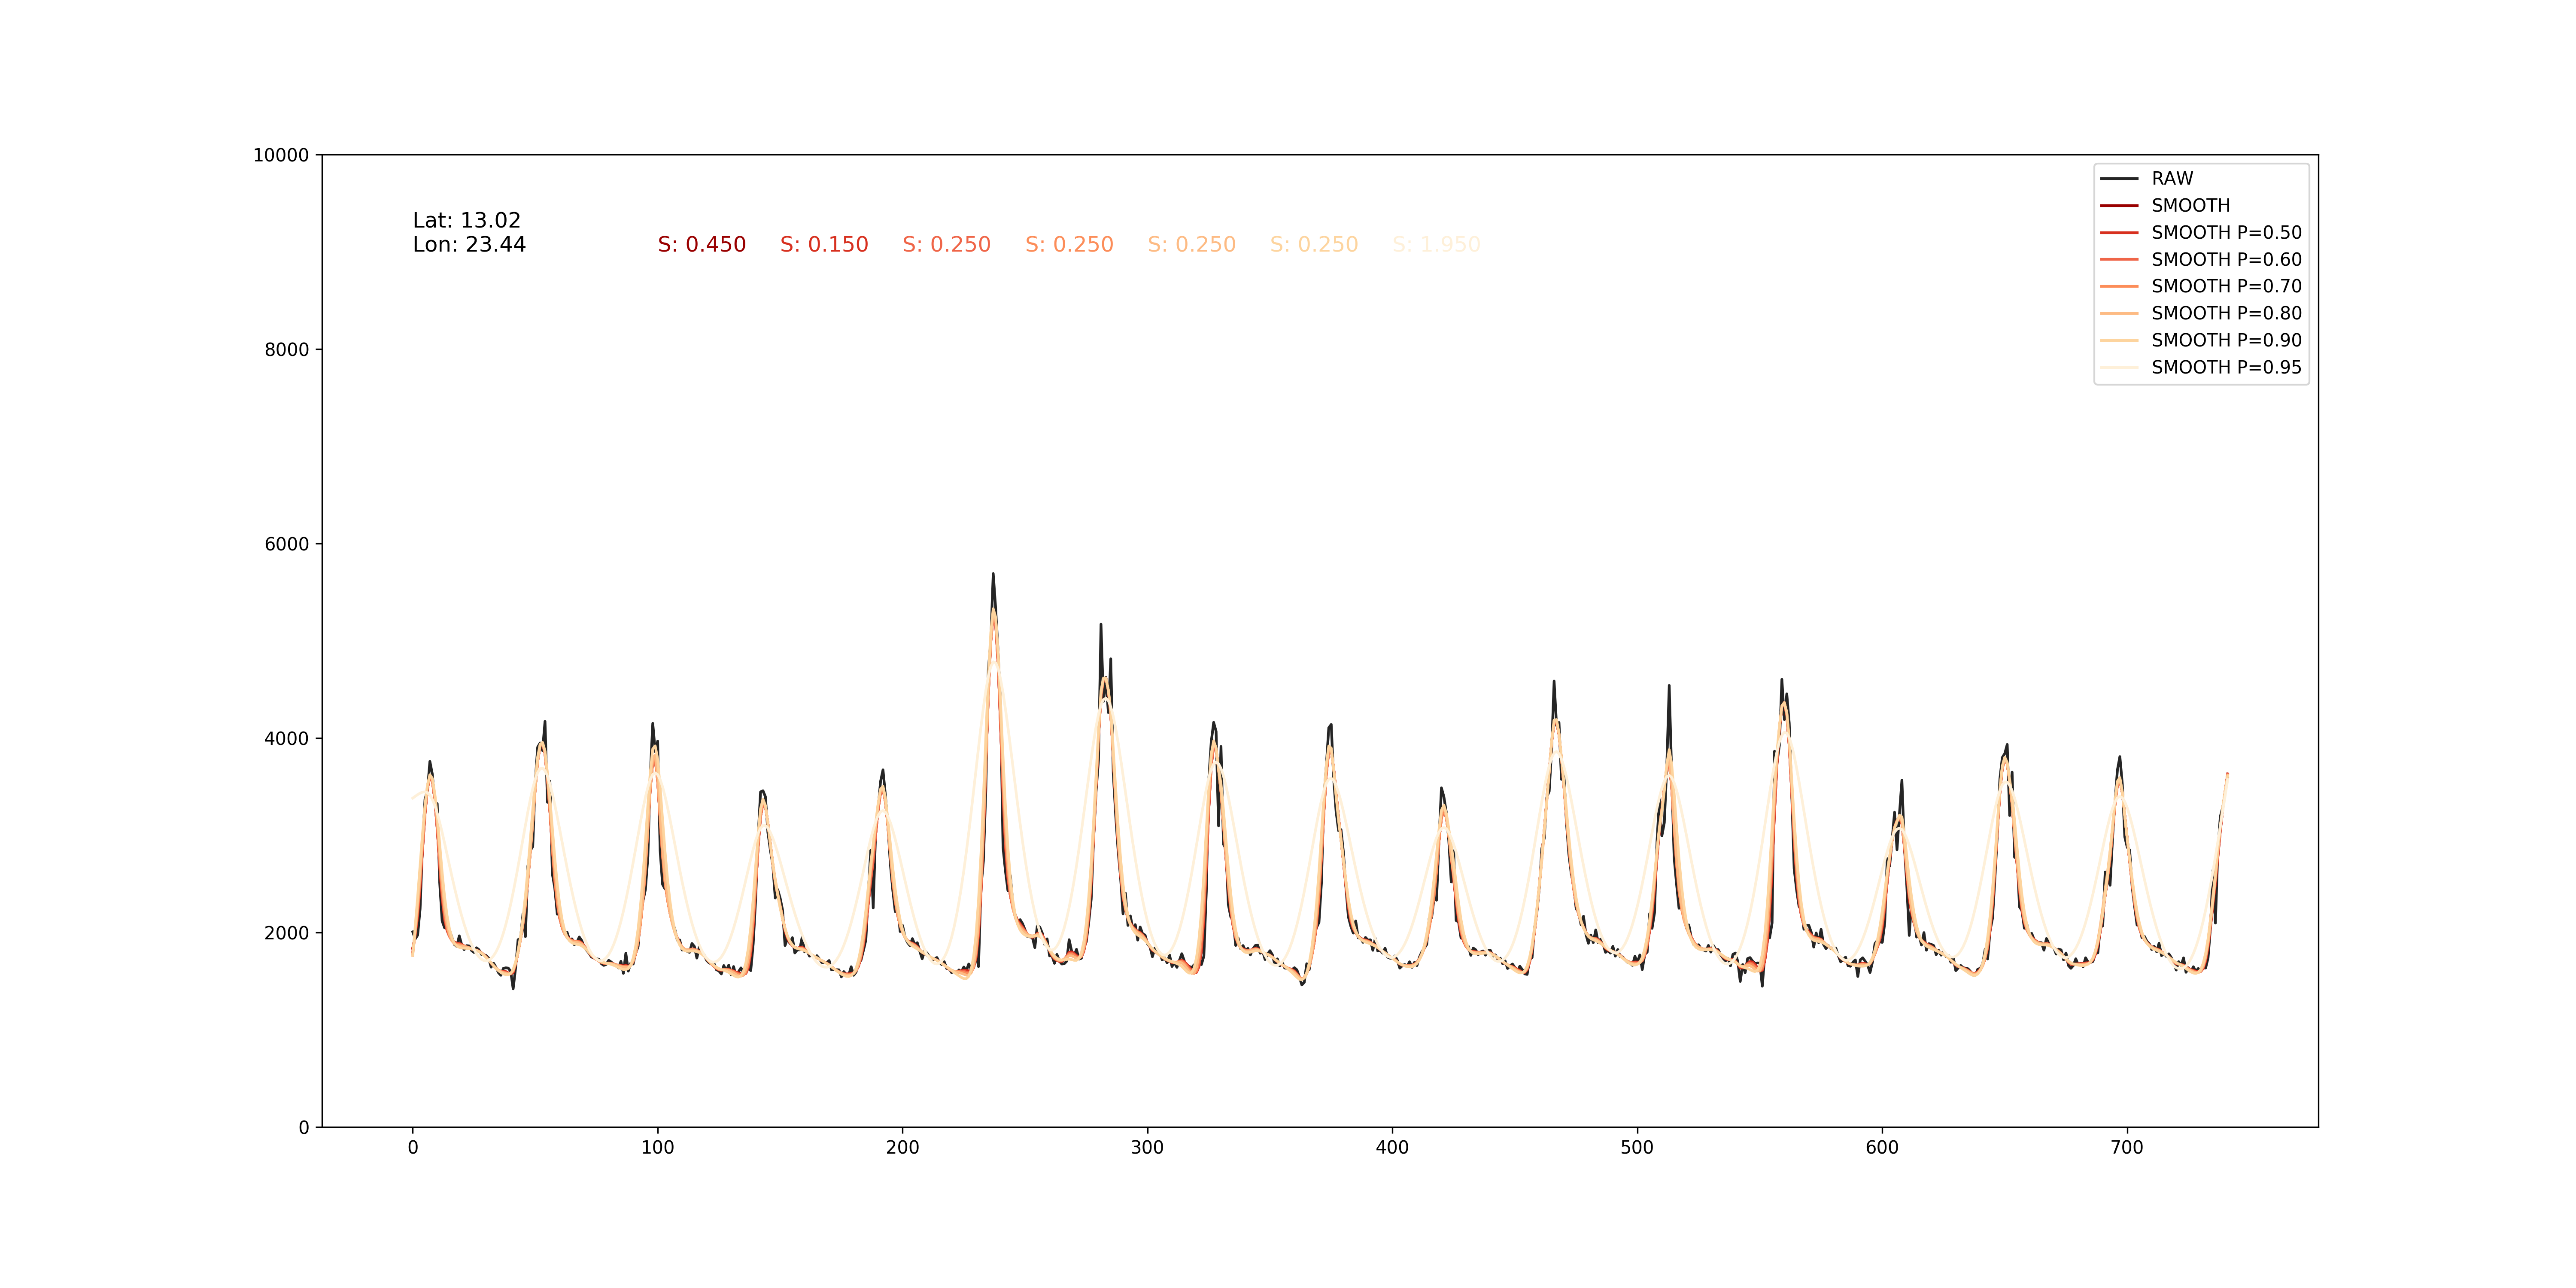 10000
8000
6000
4000
2000
0
Lat: 13.02
Lon: 23.44
S: 0.450 S: 0.150 S: 0.250 S: 0.250 S: 0.250 S: 0.250 S: 1.950
RAW
SMOOTH
SMOOTH P=0.50
SMOOTH P=0.60
SMOOTH P=0.70
SMOOTH P=0.80
SMOOTH P=0.90
SMOOTH P=0.95
0 100 200 300 400 500 600 700